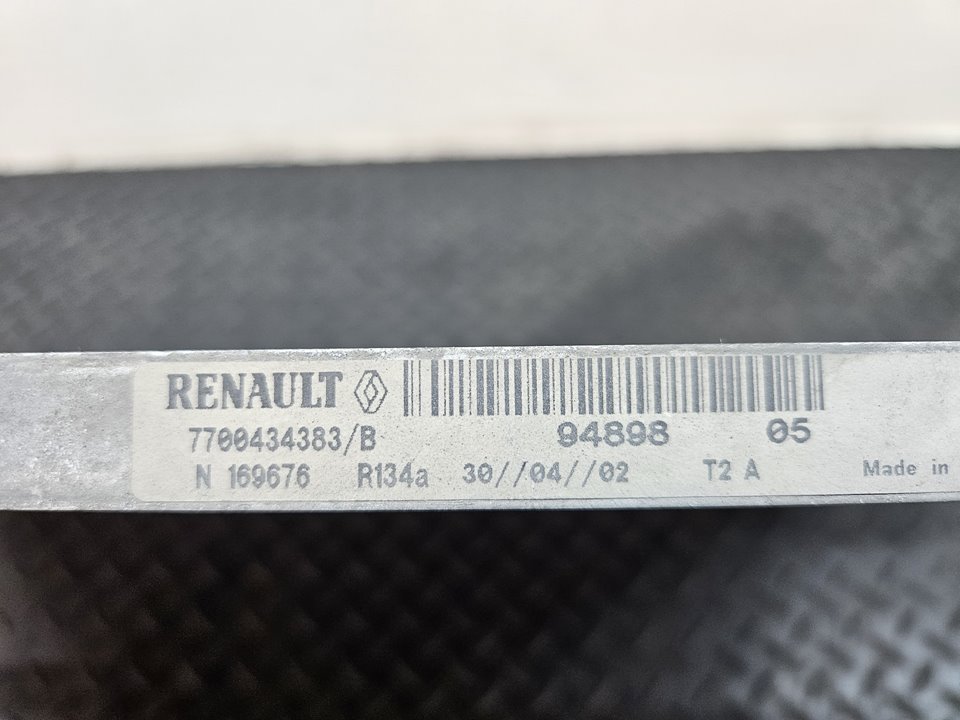 RENAULT
7700434383/B 94898 05
N 169676 R134a 30//04//02 T2 A Made in